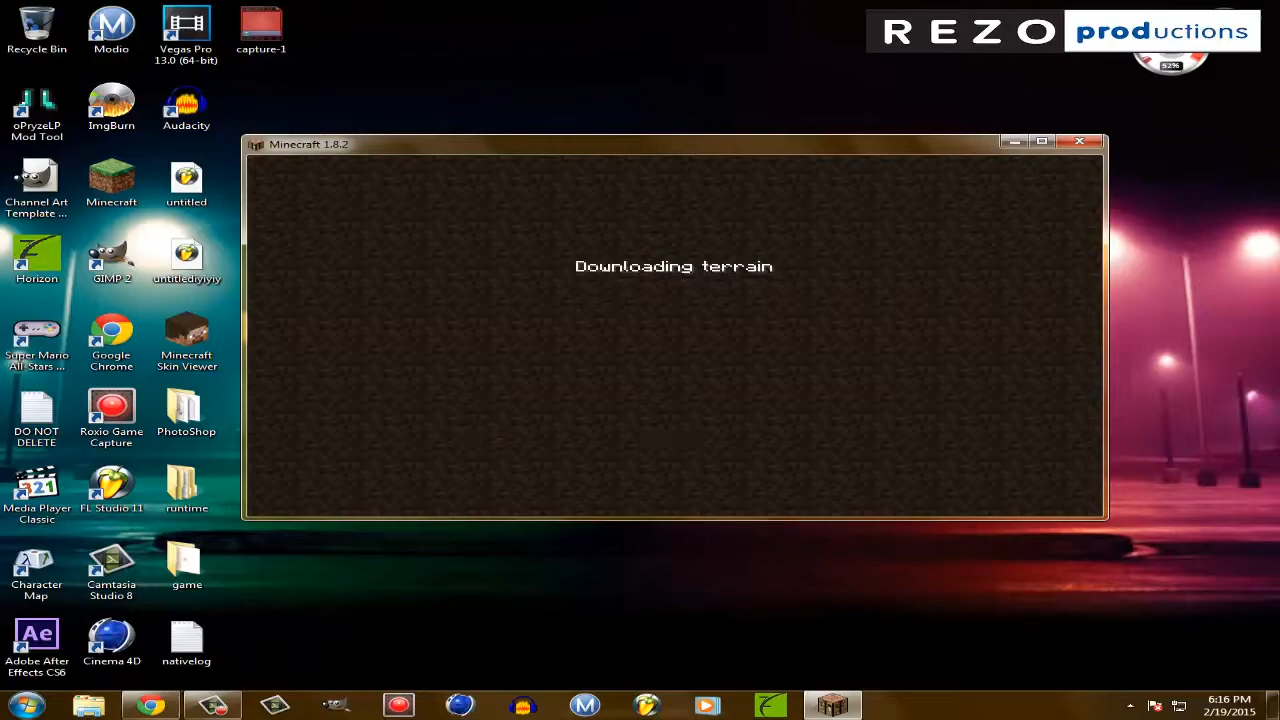 REZO productions
52%
Recycle Bin
Modio
Vegas Pro
13.0 (64-bit)
capture-1
oPryzeLP
Mod Tool
ImgBurn
Audacity
Channel Art
Template ...
Minecraft
untitled
Horizon
GIMP 2
untitlediyiyiy
Super Mario
All-Stars ...
Google
Chrome
Minecraft
Skin Viewer
DO NOT
DELETE
Roxio Game
Capture
PhotoShop
Media Player
Classic
FL Studio 11
runtime
Character
Map
Camtasia
Studio 8
game
Ae
Adobe After
Effects CS6
Cinema 4D
nativelog
Minecraft 1.8.2
Downloading terrain
6:16 PM
2/19/2015